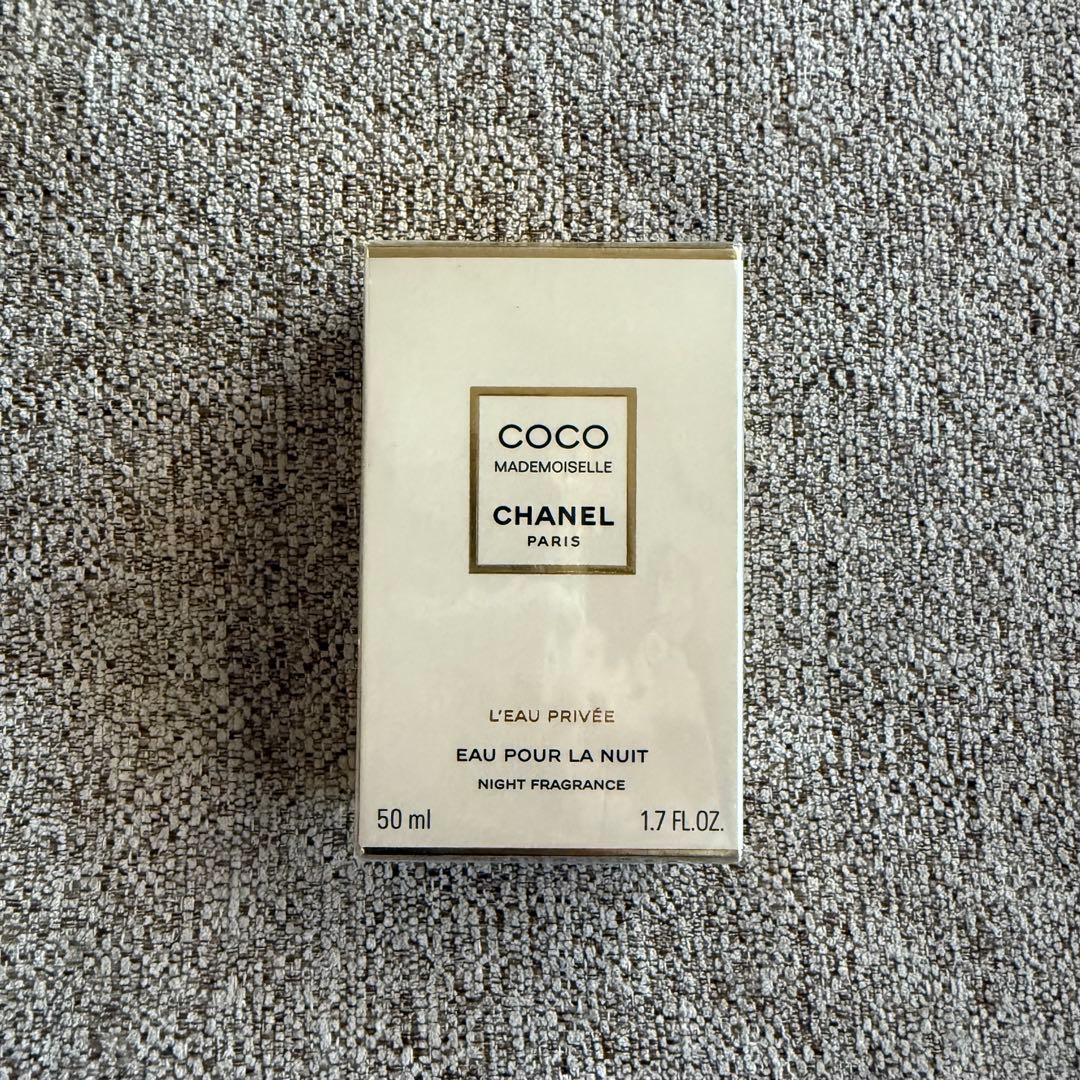 COCO
MADEMOISELLE
CHANEL
PARIS
L'EAU PRIVÉE
EAU POUR LA NUIT
NIGHT FRAGRANCE
50 ml
1.7 FL.OZ.